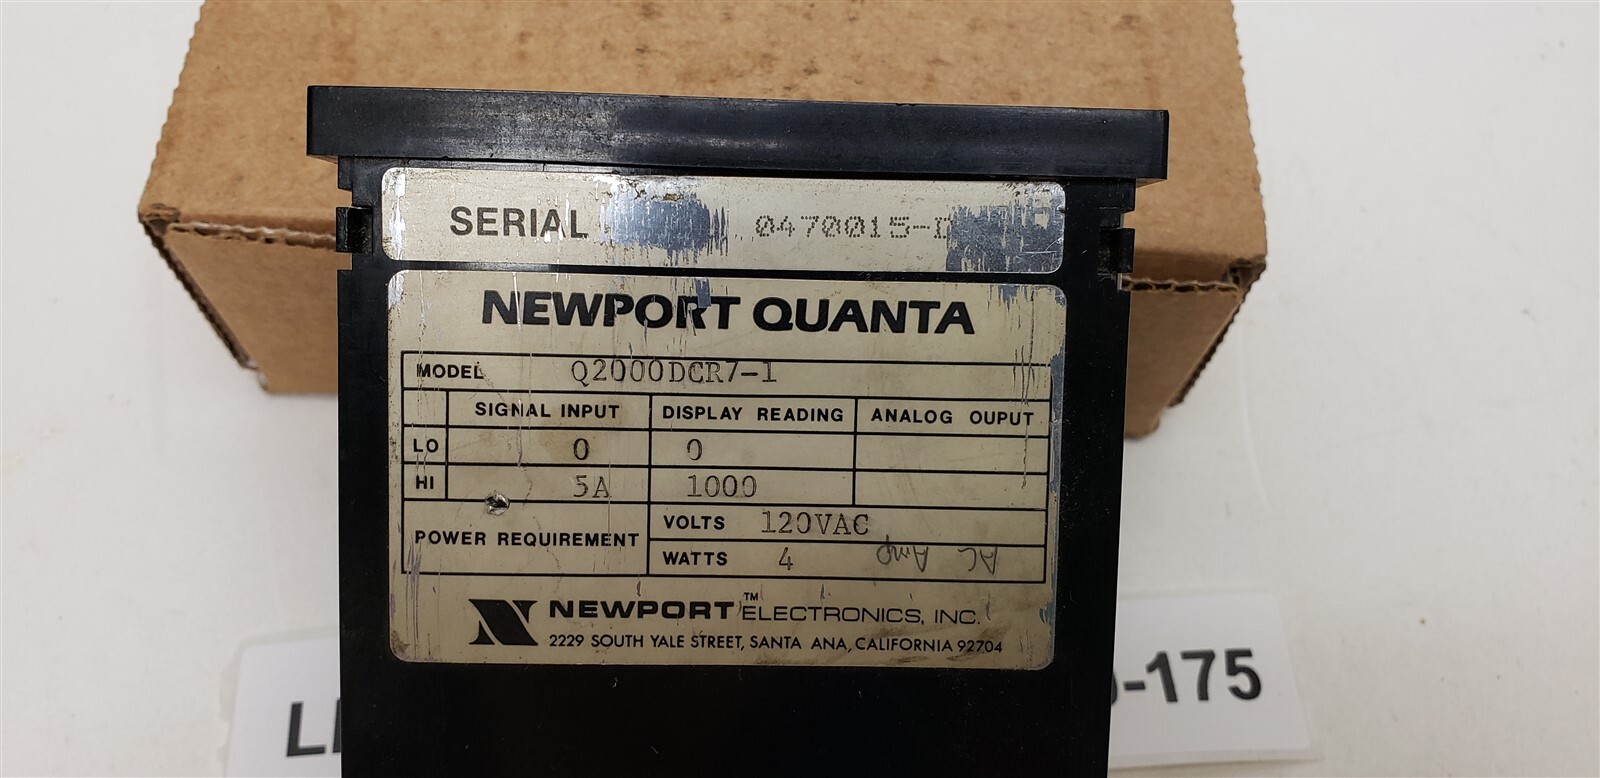 SERIAL 0470015-D
NEWPORT QUANTA
MODEL Q2000DCR7-1
SIGNAL INPUT DISPLAY READING ANALOG OUPUT
LO 0 0
HI 5A 1000
POWER REQUIREMENT
VOLTS 120VAC
WATTS 4 AC Amp
N NEWPORT™ ELECTRONICS, INC.
2229 SOUTH YALE STREET, SANTA ANA, CALIFORNIA 92704
-175